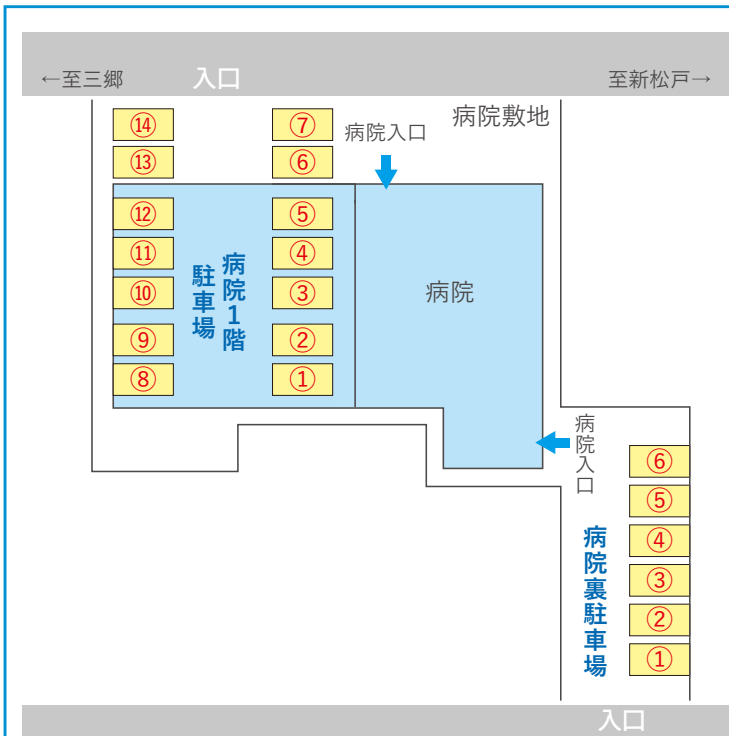 ←至三郷
入口
至新松戸→
病院敷地
病院入口
⑭
⑦
⑬
⑥
⑫
⑤
⑪
④
⑩
③
⑨
②
⑧
①
病院1階
駐車場
病院
病院入口
⑥
⑤
④
③
②
①
病院裏駐車場
入口